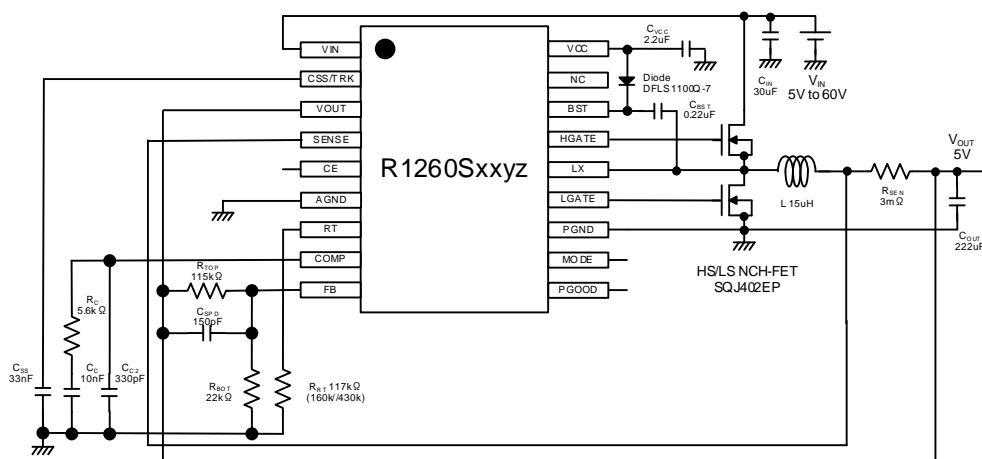 VIN
CSS/TRK
VOUT
SENSE
CE
AGND
RT
COMP
FB
R1260Sxxyz
VCC
NC
BST
HGATE
LX
LGATE
PGND
MODE
PGOOD
CVCC
2.2uF
Diode
DFLS1100Q-7
CBST
0.22uF
CIN
30uF
VIN
5V to 60V
VOUT
5V
L 15uH
RSEN
3mΩ
COUT
222uF
HS/LS NCH-FET
SQJ402EP
RTOP
115kΩ
CSPD
150pF
RC
5.6kΩ
CSS
33nF
CC
10nF
CC2
330pF
RBOT
22kΩ
RRT 117kΩ
(160k//430k)